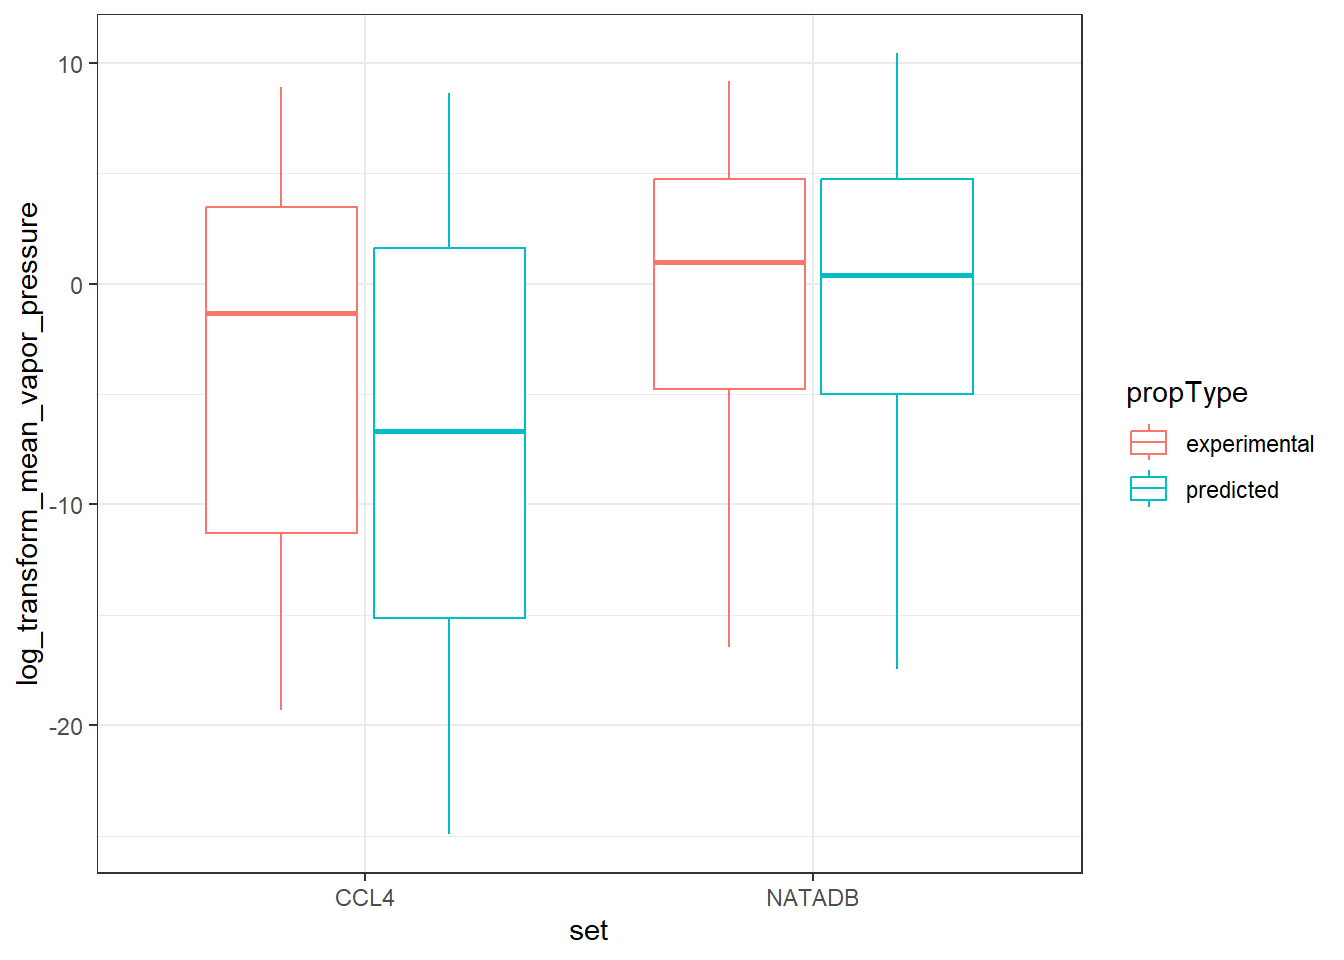 log_transform_mean_vapor_pressure
10
0
-10
-20
CCL4
NATADB
set
propType
experimental
predicted